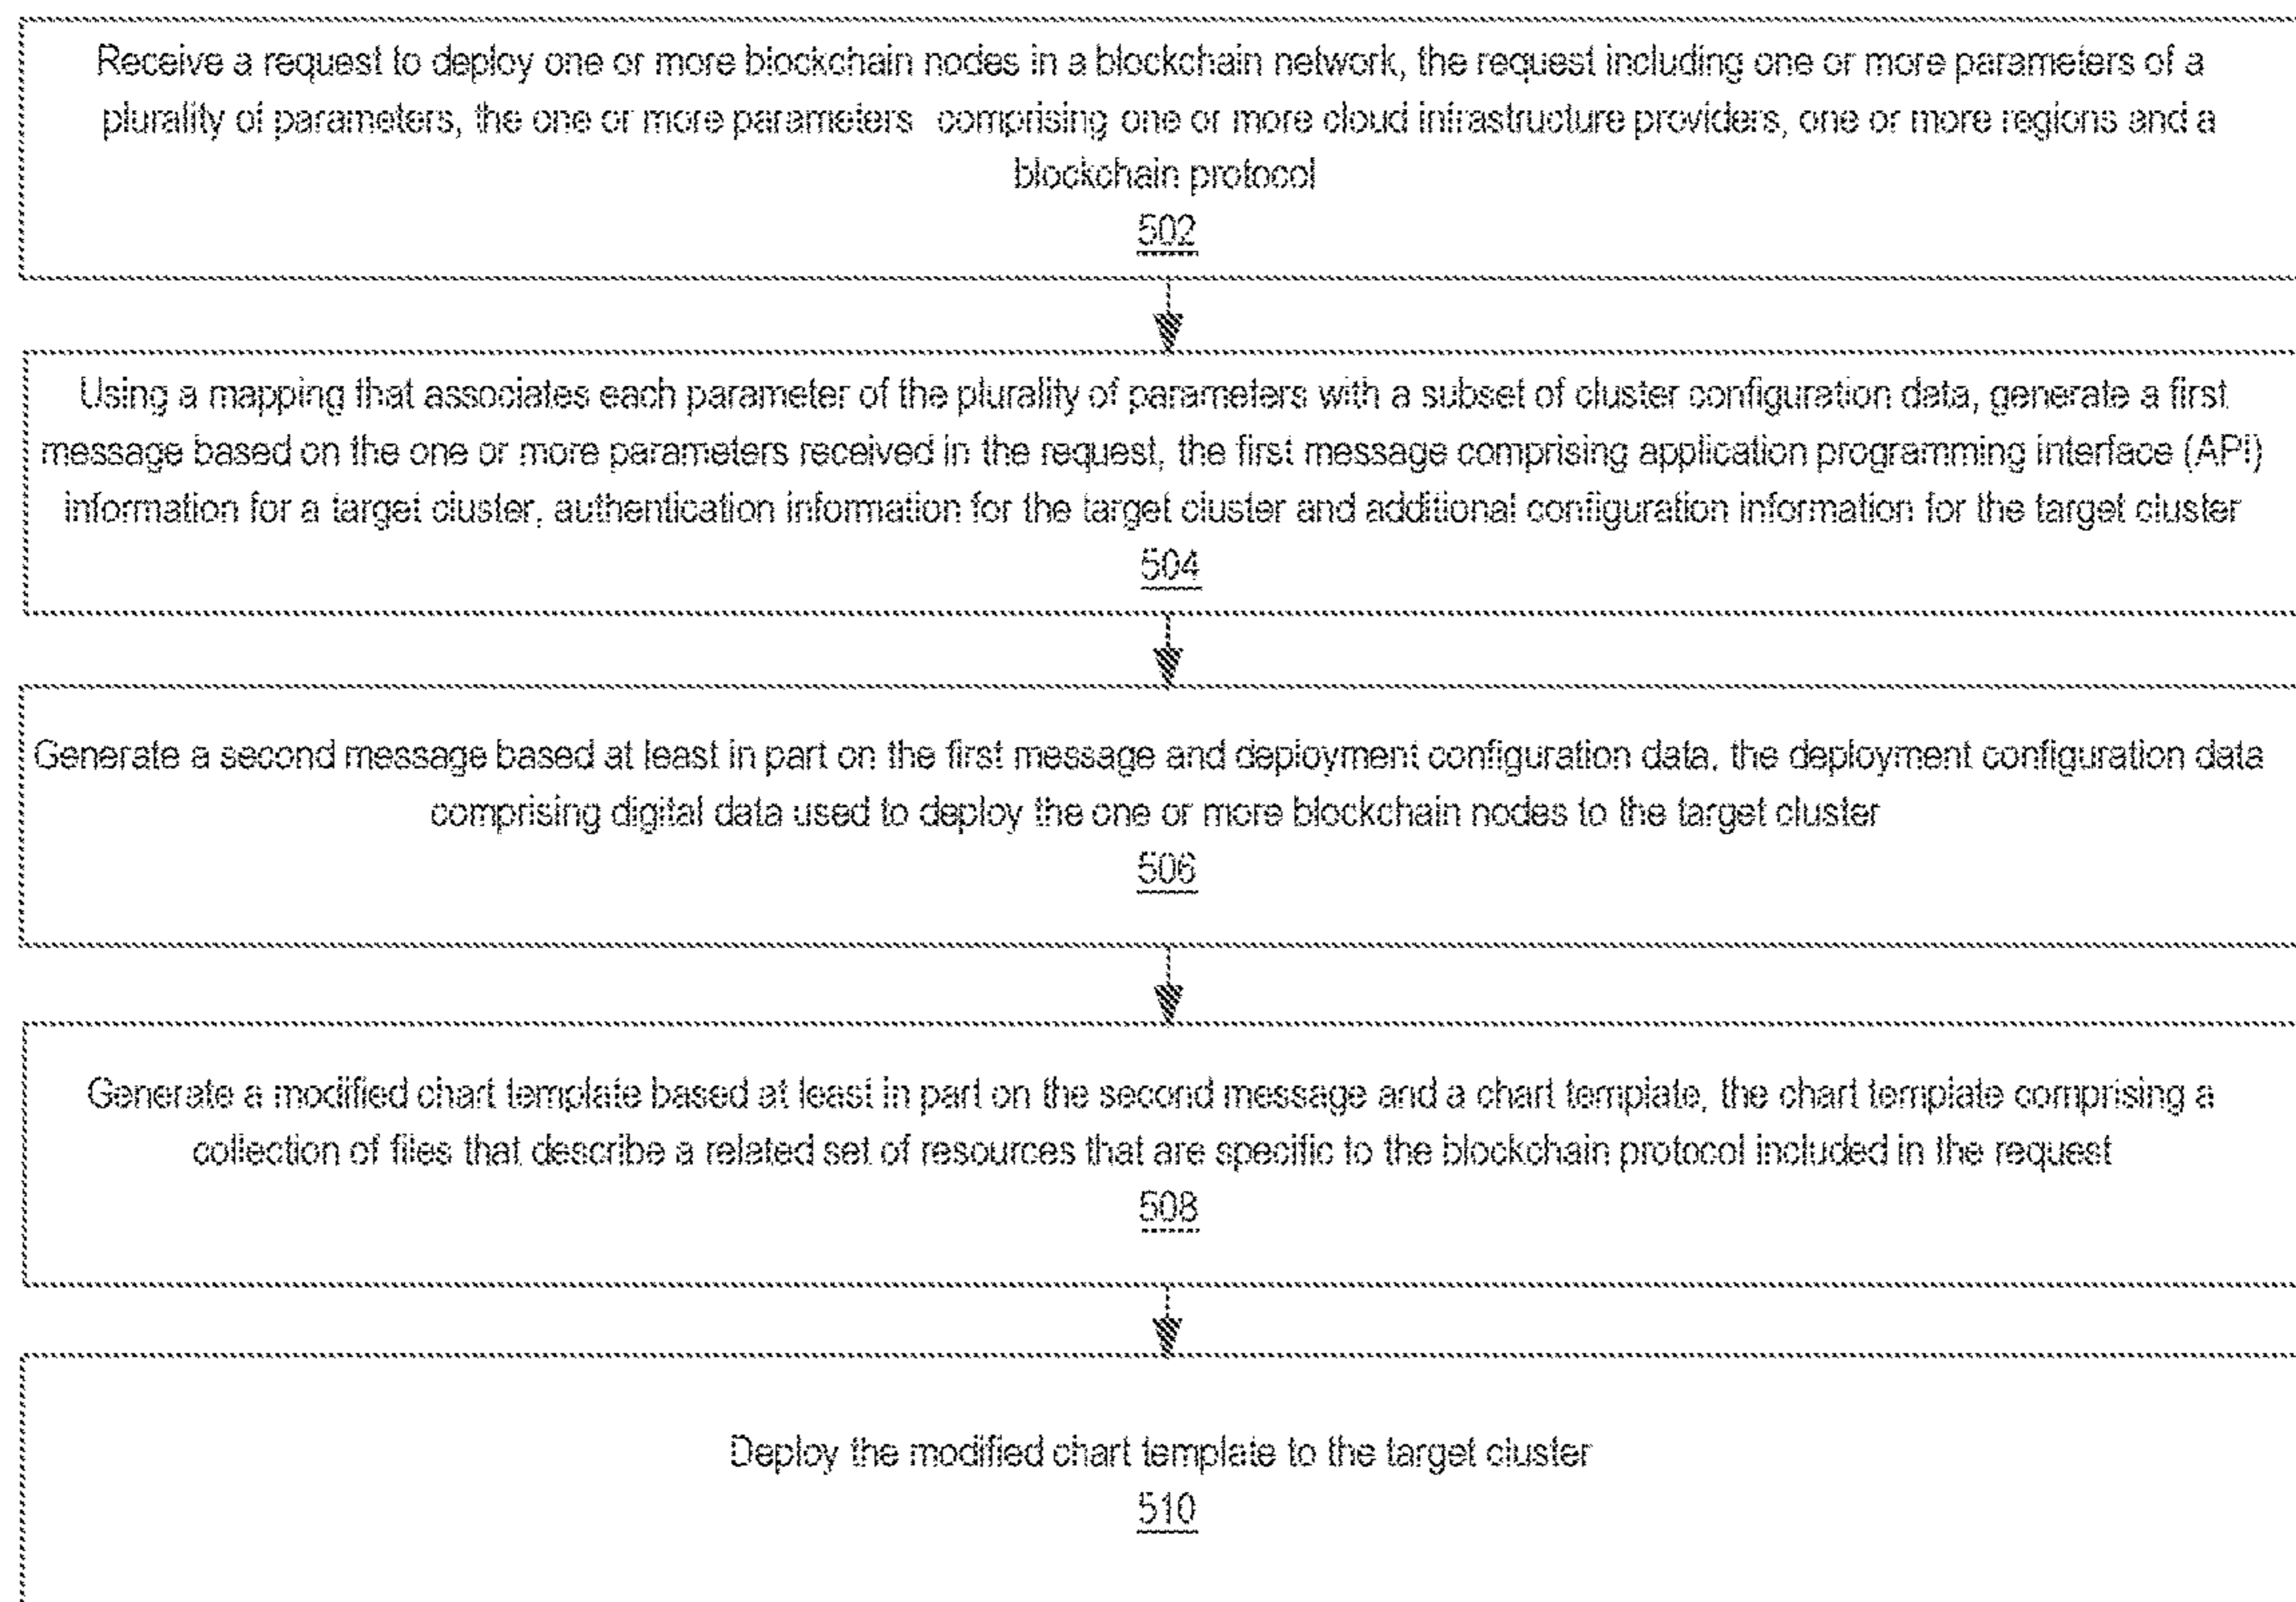 Receive a request to deploy one or more blockchain nodes in a blockchain network, the request including one or more parameters of a
plurality of parameters, the one or more parameters comprising one or more cloud infrastructure providers, one or more regions and a
blockchain protocol
502
Using a mapping that associates each parameter of the plurality of parameters with a subset of cluster configuration data, generate a first
message based on the one or more parameters received in the request, the first message comprising application programming interface (API)
information for a target cluster, authentication information for the target cluster and additional configuration information for the target cluster
504
Generate a second message based at least in part on the first message and deployment configuration data, the deployment configuration data
comprising digital data used to deploy the one or more blockchain nodes to the target cluster
506
Generate a modified chart template based at least in part on the second message and a chart template, the chart template comprising a
collection of files that describe a related set of resources that are specific to the blockchain protocol included in the request
508
Deploy the modified chart template to the target cluster
510